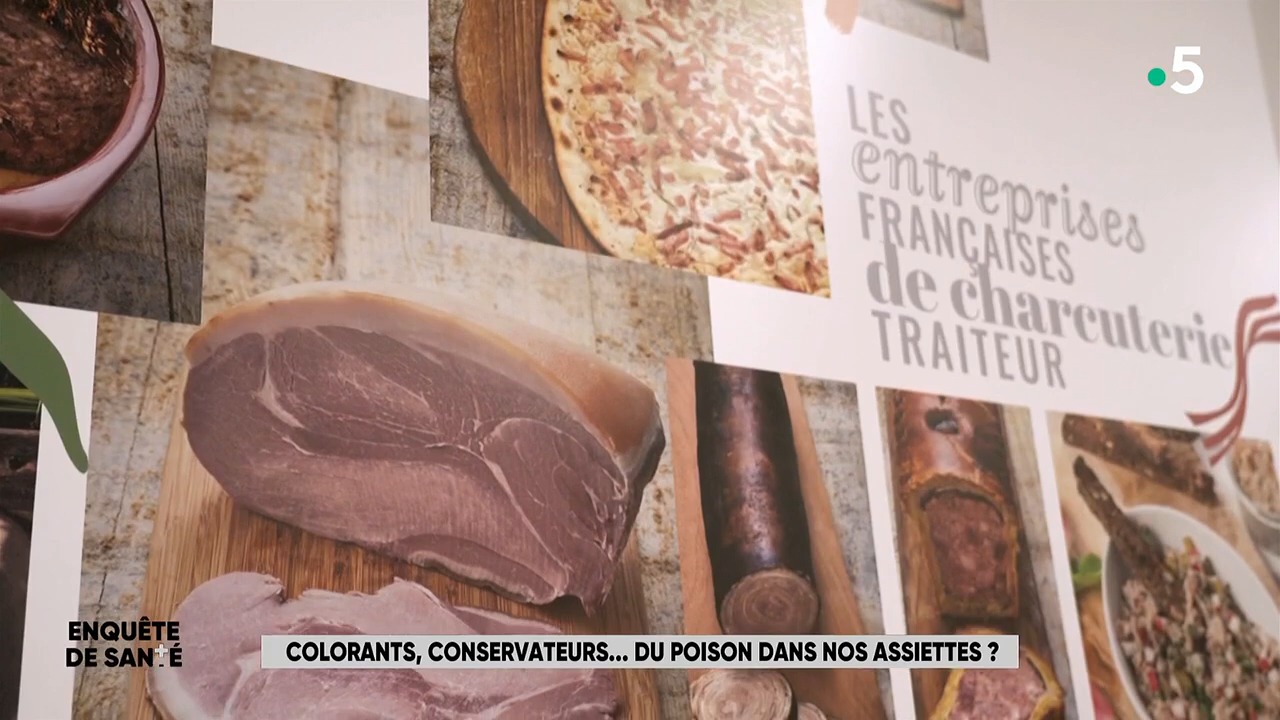 5
LES
entreprises
FRANÇAISES
de charcuterie
TRAITEUR
ENQUÊTE
DE SANTÉ
COLORANTS, CONSERVATEURS... DU POISON DANS NOS ASSIETTES ?